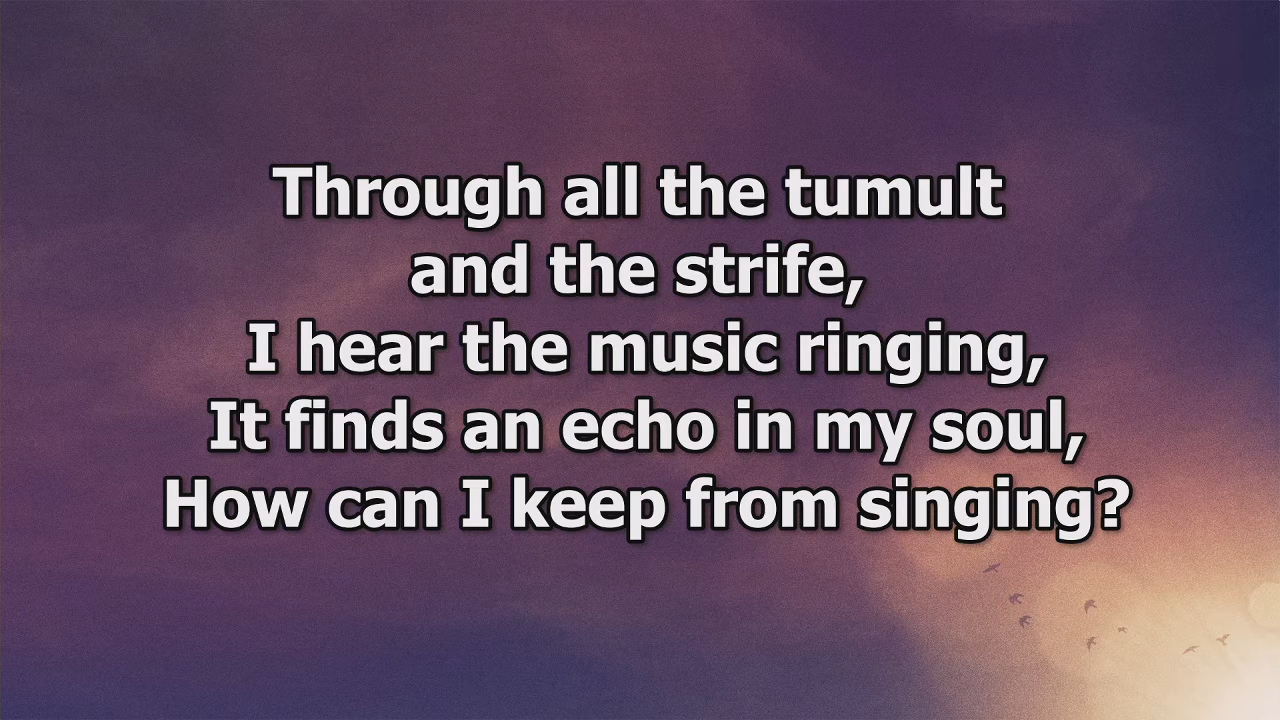 Through all the tumult
and the strife,
I hear the music ringing,
It finds an echo in my soul,
How can I keep from singing?